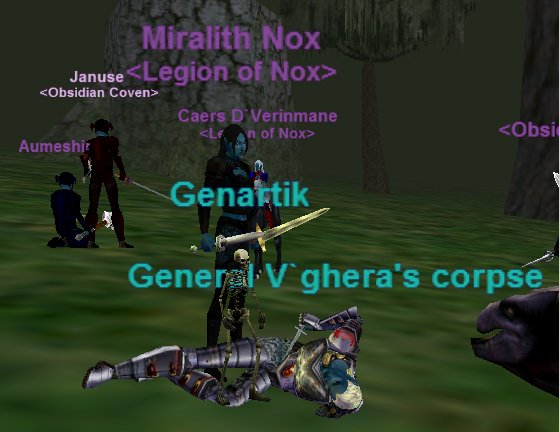 Miralith Nox
<Legion of Nox>
Januse
<Obsidian Coven>
Caers D`Verinmane
<Legion of Nox>
Genartik
General V`ghera's corpse